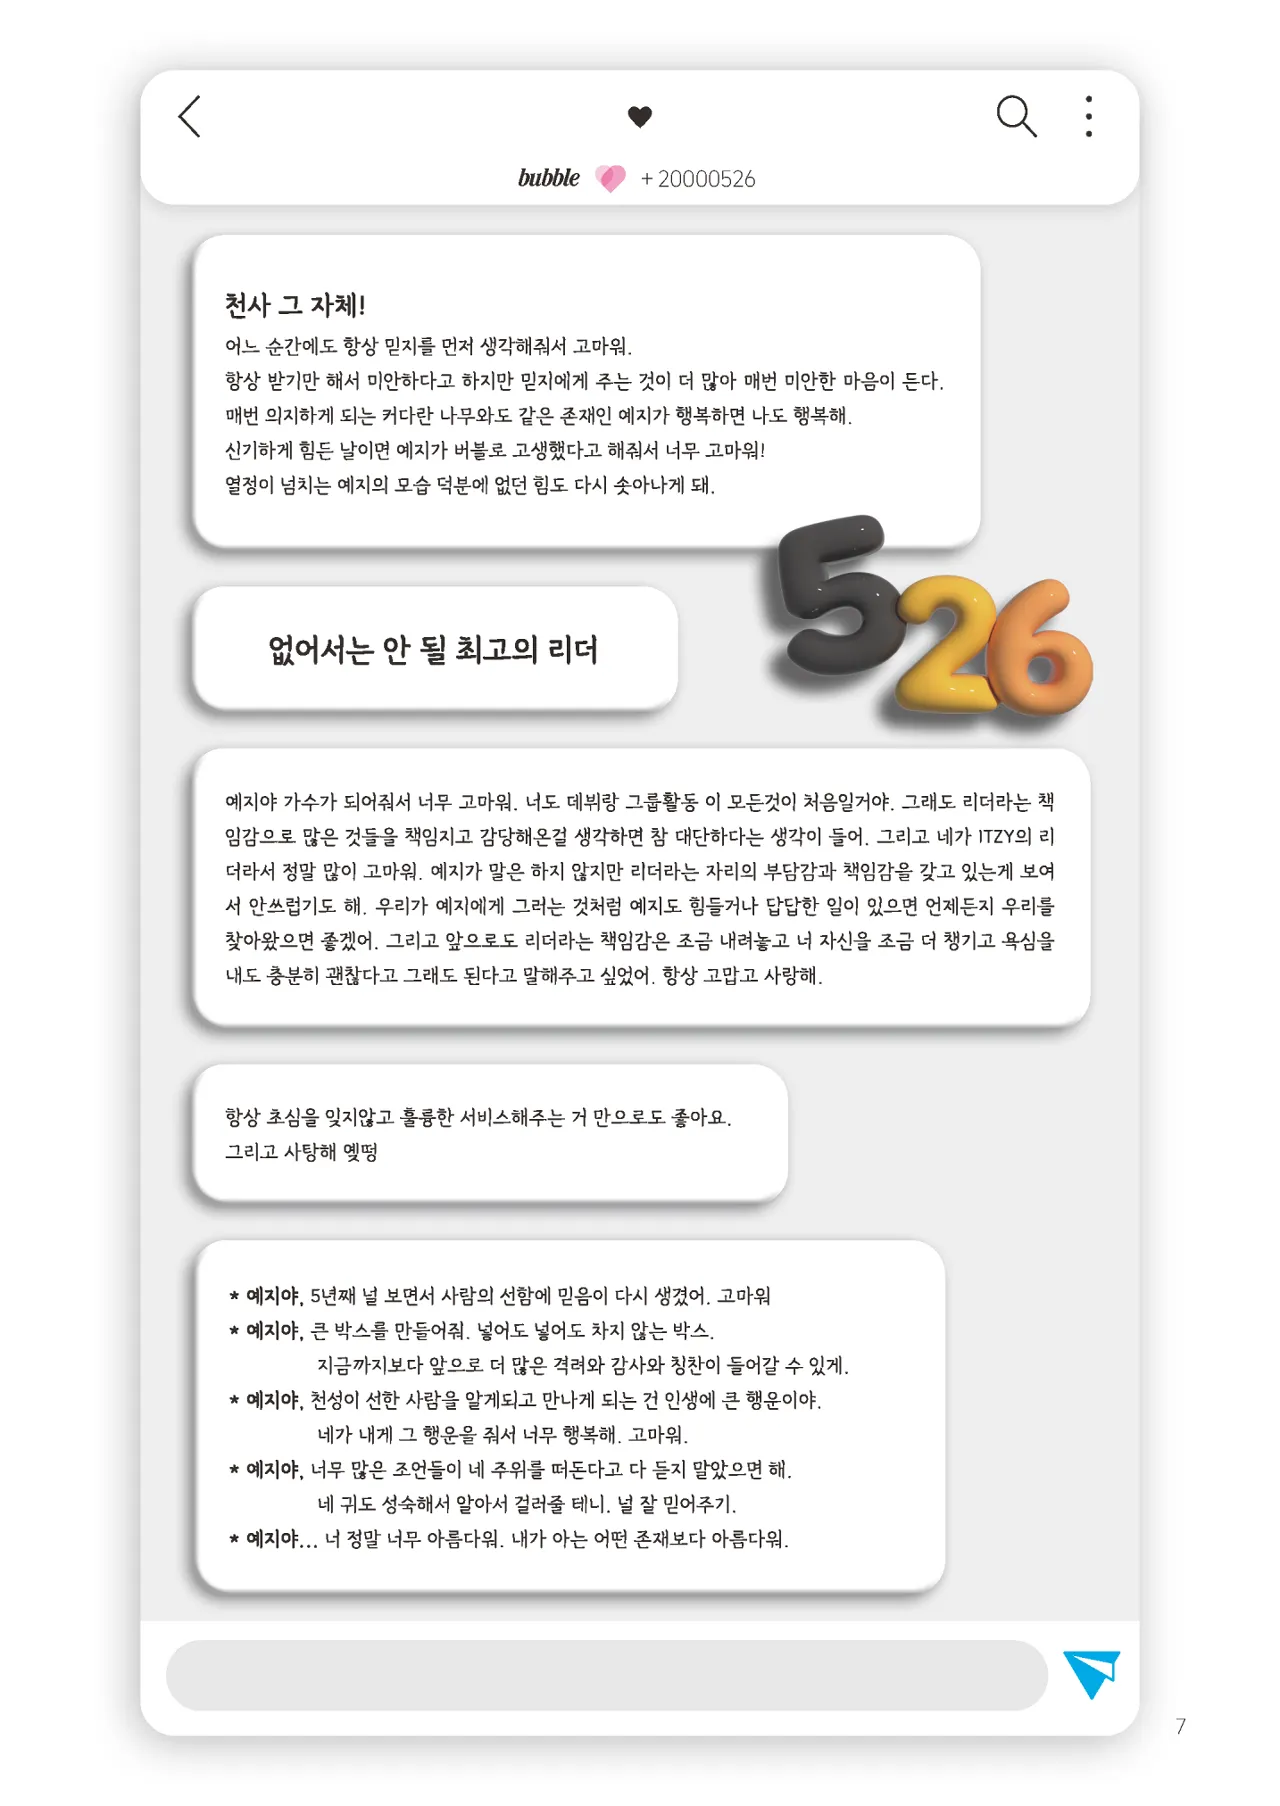 bubble + 20000526
천사 그 자체!
어느 순간에도 항상 믿지를 먼저 생각해줘서 고마워.
항상 받기만 해서 미안하다고 하지만 믿지에게 주는 것이 더 많아 매번 미안한 마음이 든다.
매번 의지하게 되는 커다란 나무와도 같은 존재인 예지가 행복하면 나도 행복해.
신기하게 힘든 날이면 예지가 버블로 고생했다고 해줘서 너무 고마워!
열정이 넘치는 예지의 모습 덕분에 없던 힘도 다시 솟아나게 돼.
526
없어서는 안 될 최고의 리더
예지야 가수가 되어줘서 너무 고마워. 너도 데뷔랑 그룹활동 이 모든것이 처음일거야. 그래도 리더라는 책
임감으로 많은 것들을 책임지고 감당해온걸 생각하면 참 대단하다는 생각이 들어. 그리고 네가 ITZY의 리
더라서 정말 많이 고마워. 예지가 말은 하지 않지만 리더라는 자리의 부담감과 책임감을 갖고 있는게 보여
서 안쓰럽기도 해. 우리가 예지에게 그러는 것처럼 예지도 힘들거나 답답한 일이 있으면 언제든지 우리를
찾아왔으면 좋겠어. 그리고 앞으로도 리더라는 책임감은 조금 내려놓고 너 자신을 조금 더 챙기고 욕심을
내도 충분히 괜찮다고 그래도 된다고 말해주고 싶었어. 항상 고맙고 사랑해.
항상 초심을 잊지않고 훌륭한 서비스해주는 거 만으로도 좋아요.
그리고 사탕해 옞떵
* 예지야, 5년째 널 보면서 사람의 선함에 믿음이 다시 생겼어. 고마워
* 예지야, 큰 박스를 만들어줘. 넣어도 넣어도 차지 않는 박스.
지금까지보다 앞으로 더 많은 격려와 감사와 칭찬이 들어갈 수 있게.
* 예지야, 천성이 선한 사람을 알게되고 만나게 되는 건 인생에 큰 행운이야.
네가 내게 그 행운을 줘서 너무 행복해. 고마워.
* 예지야, 너무 많은 조언들이 네 주위를 떠돈다고 다 듣지 말았으면 해.
네 귀도 성숙해서 알아서 걸러줄 테니. 널 잘 믿어주기.
* 예지야... 너 정말 너무 아름다워. 내가 아는 어떤 존재보다 아름다워.
7